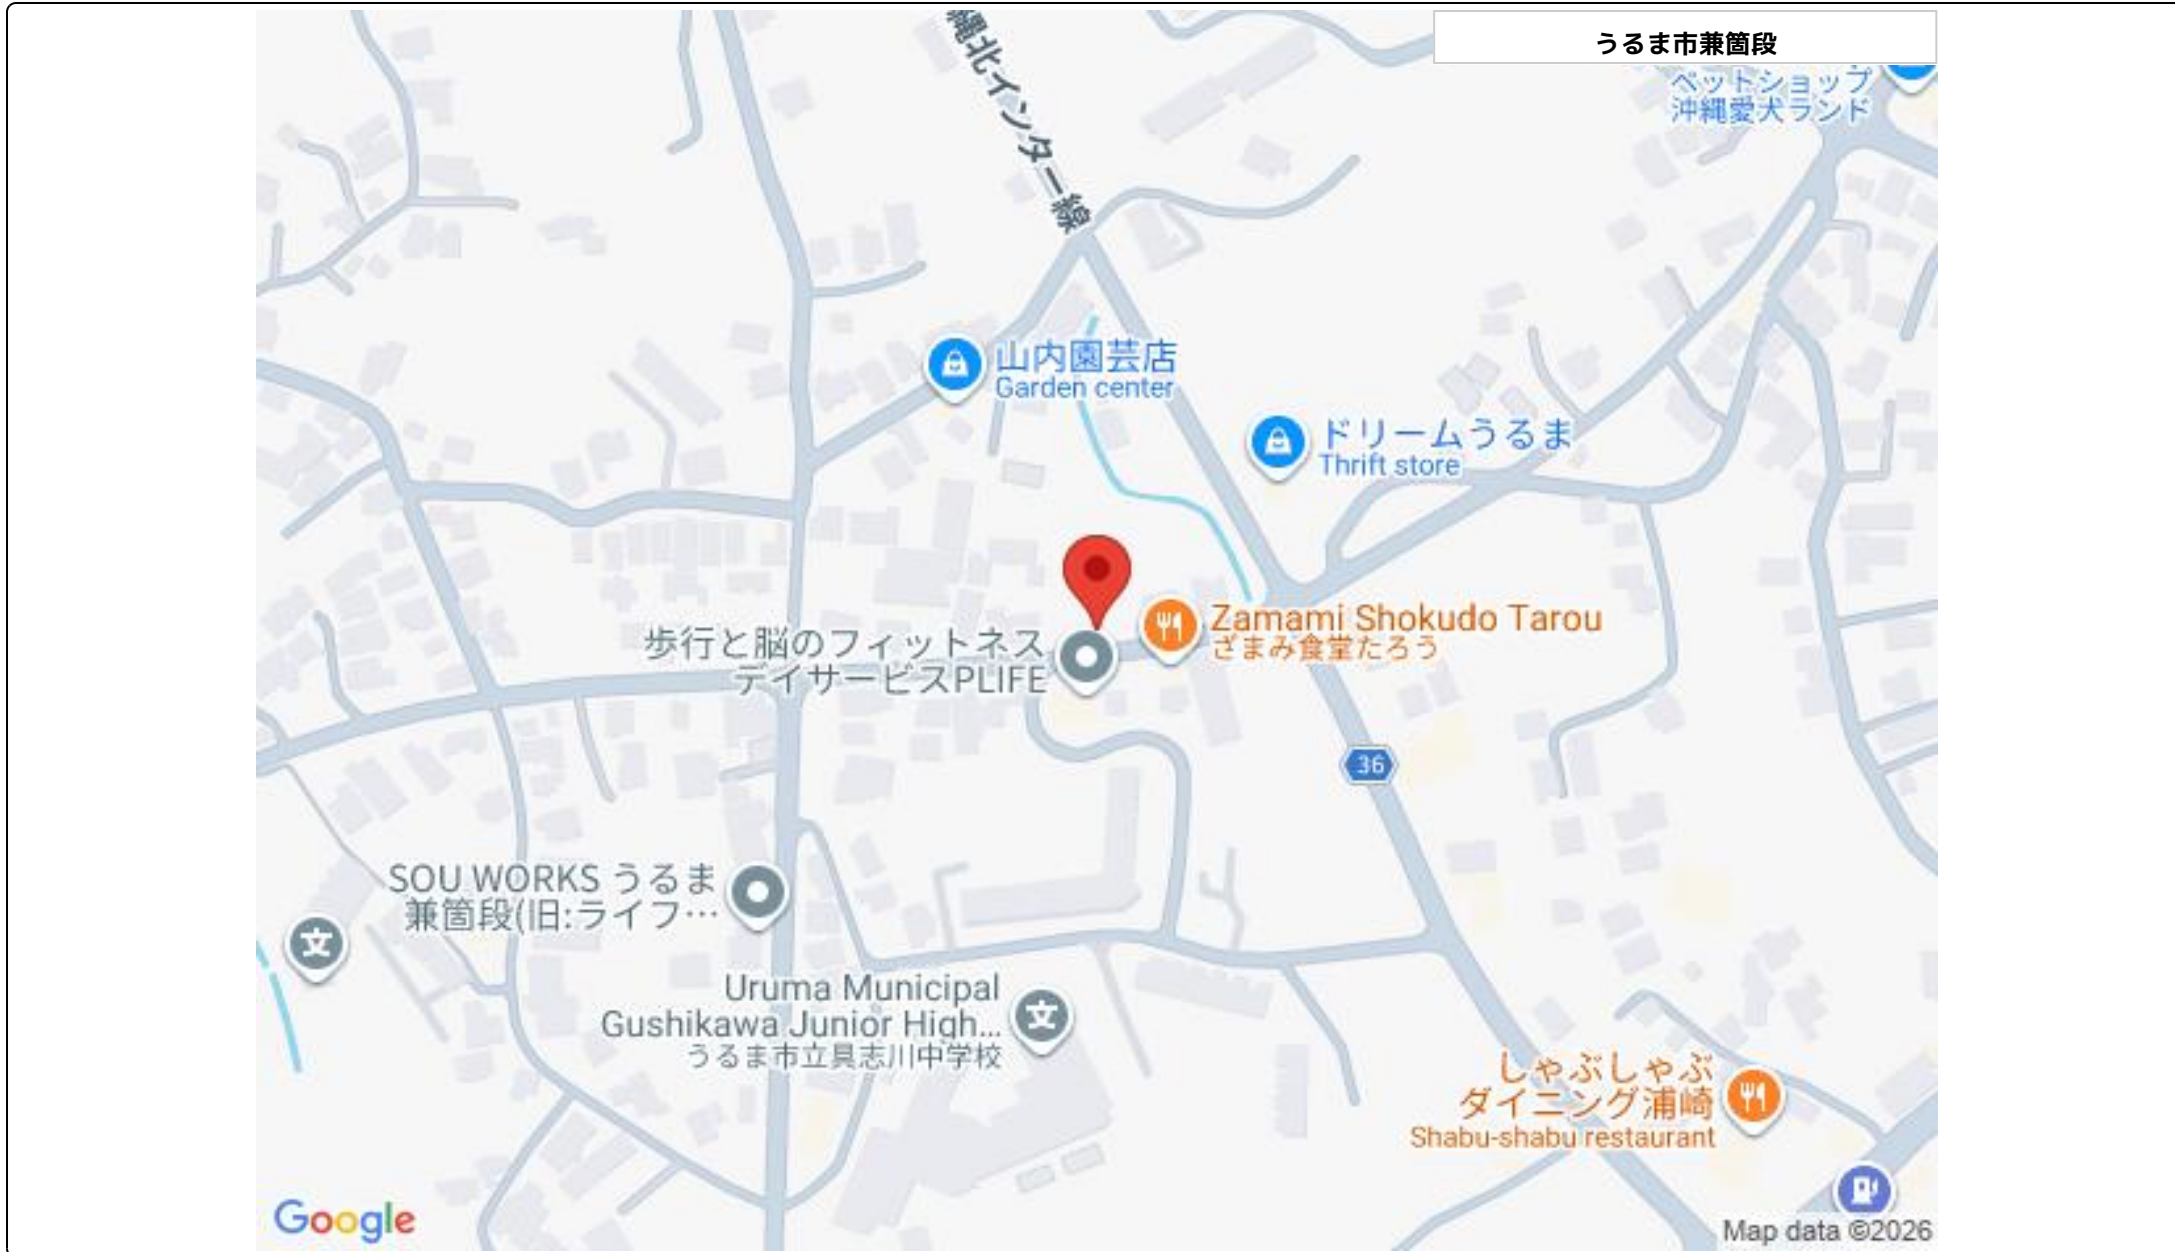 うるま市兼箇段
縄北インター線
ペットショップ
沖縄愛犬ランド
山内園芸店
Garden center
ドリームうるま
Thrift store
Zamami Shokudo Tarou
ざまみ食堂たろう
歩行と脳のフィットネス
デイサービスPLIFE
36
SOU WORKS うるま
兼箇段(旧:ライフ…
文
Uruma Municipal
Gushikawa Junior High...
うるま市立具志川中学校
文
しゃぶしゃぶ
ダイニング浦崎
Shabu-shabu restaurant
Google
Map data ©2026